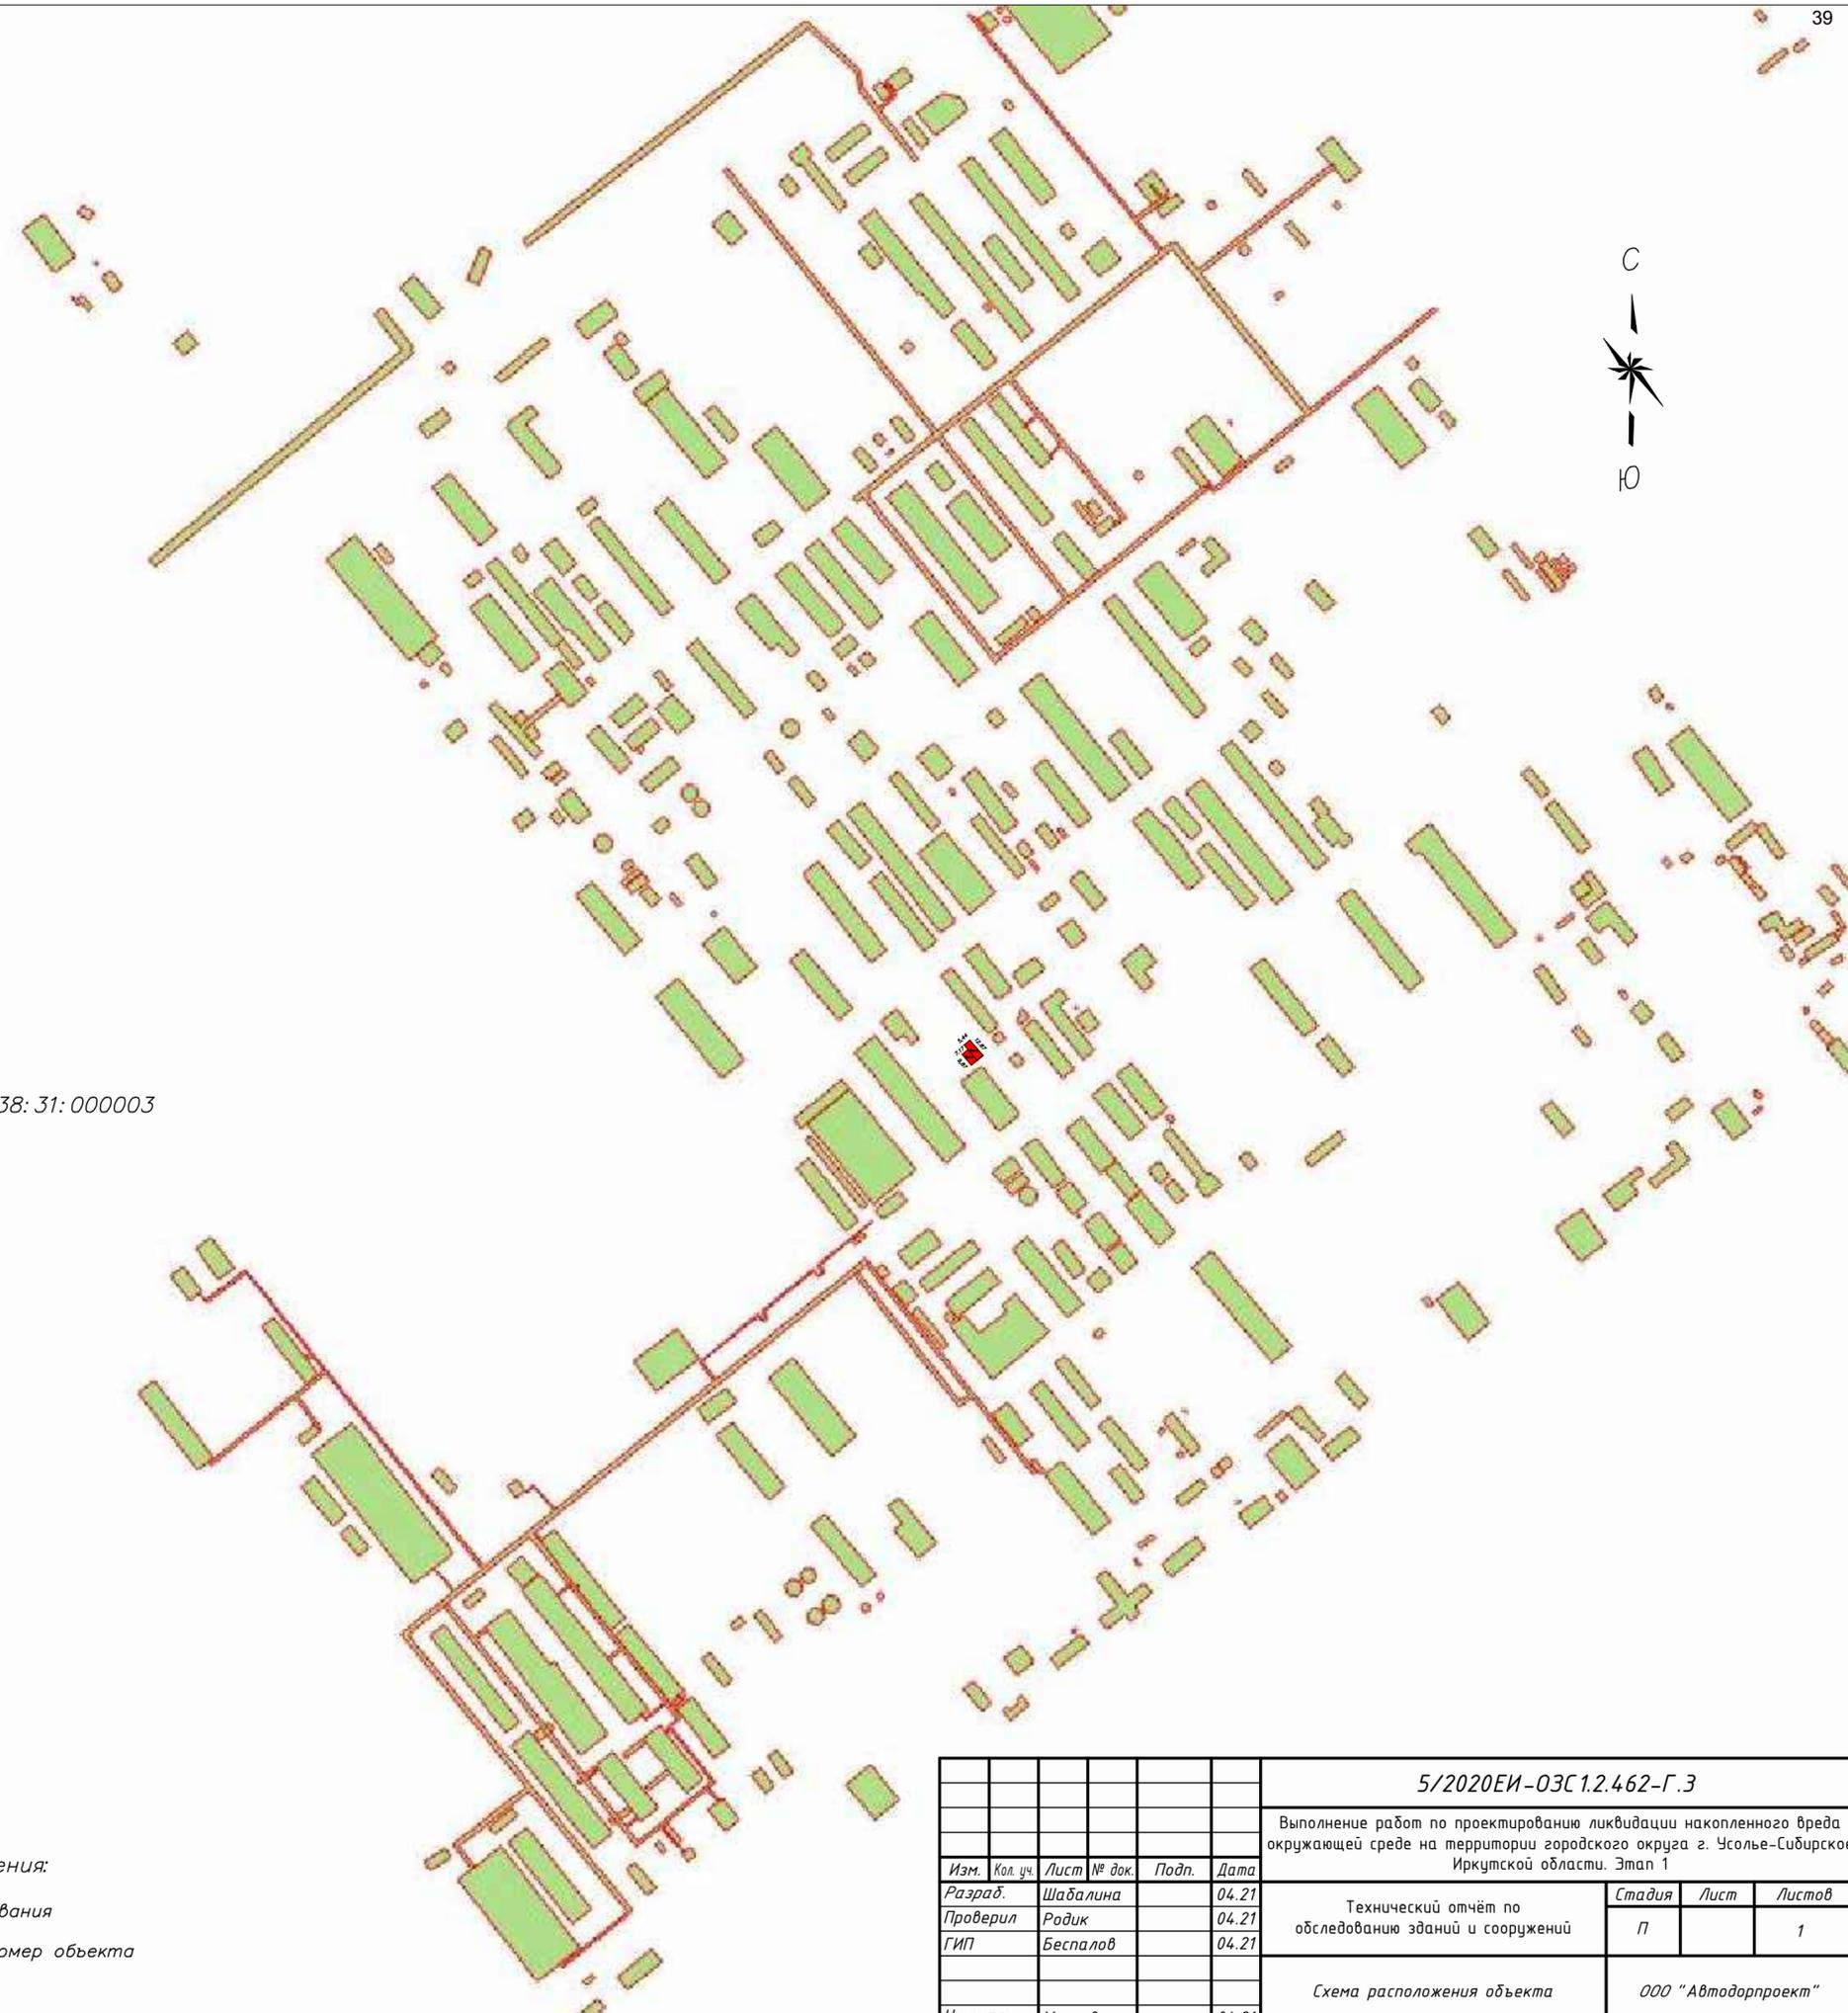 39
С
Ю
38:31:000003
ения:
вания
омер объекта
5/2020ЕИ-ОЗС1.2.462-Г.3
Выполнение работ по проектированию ликвидации накопленного вреда
окружающей среде на территории городского округа г. Усолье-Сибирское
Иркутской области. Этап 1
Изм. Кол. уч. Лист № док. Подп. Дата
Разраб. Шабалина 04.21
Проверил Родик 04.21
ГИП Беспалов 04.21
Технический отчёт по
обследованию зданий и сооружений
Стадия Лист Листов
П 1
Схема расположения объекта
ООО "Автодорпроект"